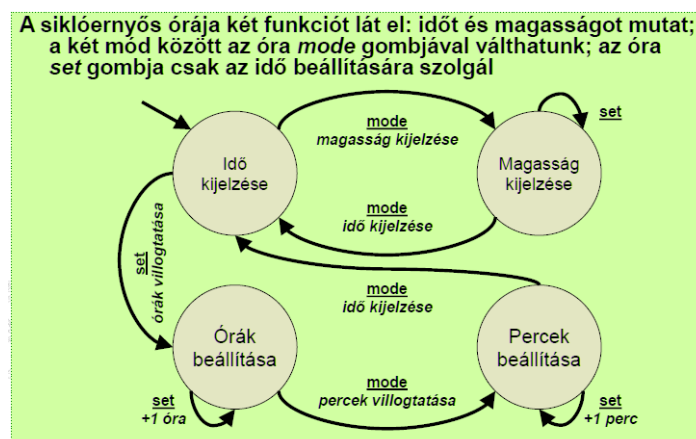 A siklóernyős órája két funkciót lát el: időt és magasságot mutat;
a két mód között az óra mode gombjával válthatunk; az óra
set gombja csak az idő beállítására szolgál
mode
magasság kijelzése
set
Idő
kijelzése
Magasság
kijelzése
mode
idő kijelzése
set
órák villogtatása
mode
idő kijelzése
Órák
beállítása
Percek
beállítása
mode
percek villogtatása
set
+1 óra
set
+1 perc